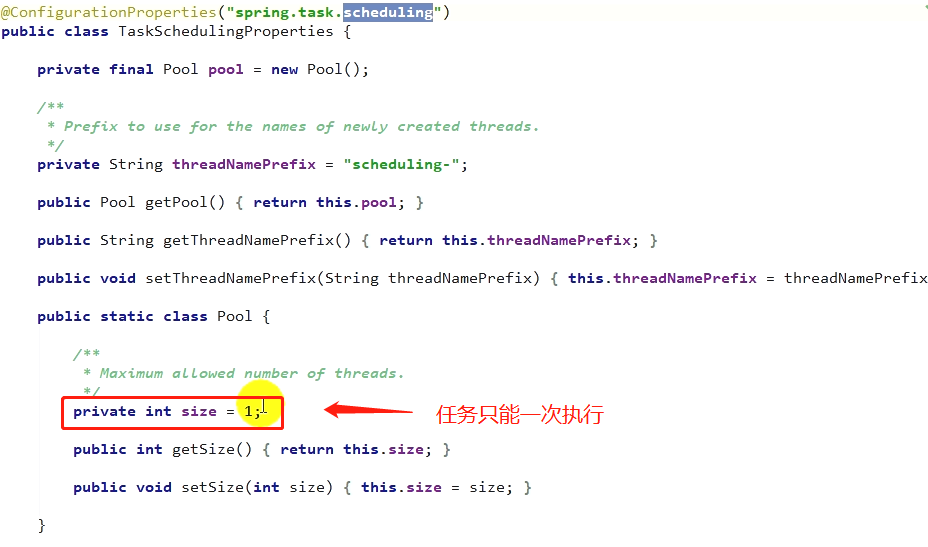 @ConfigurationProperties("spring.task.scheduling")
public class TaskSchedulingProperties {
private final Pool pool = new Pool();
/**
* Prefix to use for the names of newly created threads.
*/
private String threadNamePrefix = "scheduling-";
public Pool getPool() { return this.pool; }
public String getThreadNamePrefix() { return this.threadNamePrefix; }
public void setThreadNamePrefix(String threadNamePrefix) { this.threadNamePrefix = threadNamePrefix
public static class Pool {
/**
* Maximum allowed number of threads.
*/
private int size = 1; 任务只能一次执行
public int getSize() { return this.size; }
public void setSize(int size) { this.size = size; }
}